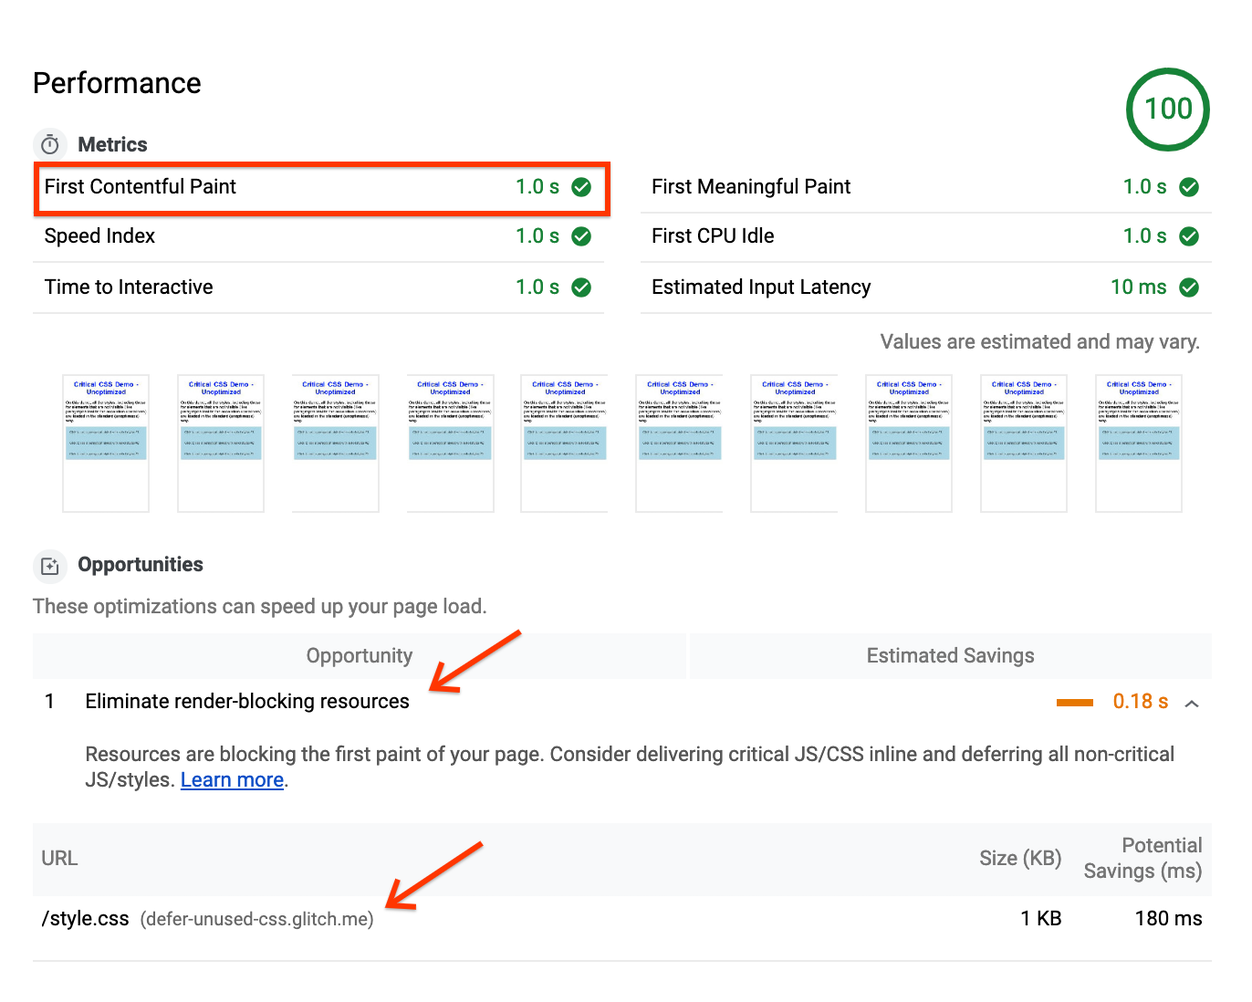 Performance
100
Metrics
First Contentful Paint 1.0 s
First Meaningful Paint 1.0 s
Speed Index 1.0 s
First CPU Idle 1.0 s
Time to Interactive 1.0 s
Estimated Input Latency 10 ms
Values are estimated and may vary.
Critical CSS Demo - Critical CSS Demo - Critical CSS Demo - Critical CSS Demo - Critical CSS Demo - Critical CSS Demo - Critical CSS Demo - Critical CSS Demo - Critical CSS Demo - Critical CSS Demo -
Unoptimized Unoptimized Unoptimized Unoptimized Unoptimized Unoptimized Unoptimized Unoptimized Unoptimized Unoptimized
Opportunities
These optimizations can speed up your page load.
Opportunity Estimated Savings
1 Eliminate render-blocking resources 0.18 s
Resources are blocking the first paint of your page. Consider delivering critical JS/CSS inline and deferring all non-critical
JS/styles. Learn more.
URL Size (KB) Potential
Savings (ms)
/style.css (defer-unused-css.glitch.me) 1 KB 180 ms